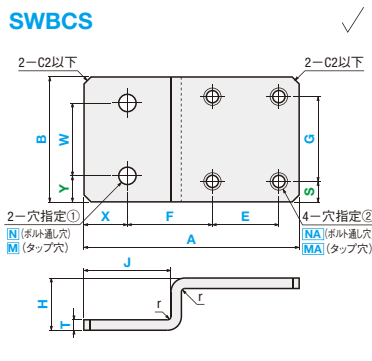 SWBCS
2－C2以下
2－C2以下
B
W
Y
G
S
2－穴指定①
N(ボルト通し穴)
M(タップ穴)
X
F
E
4－穴指定②
NA(ボルト通し穴)
MA(タップ穴)
A
J
H
T
r
r